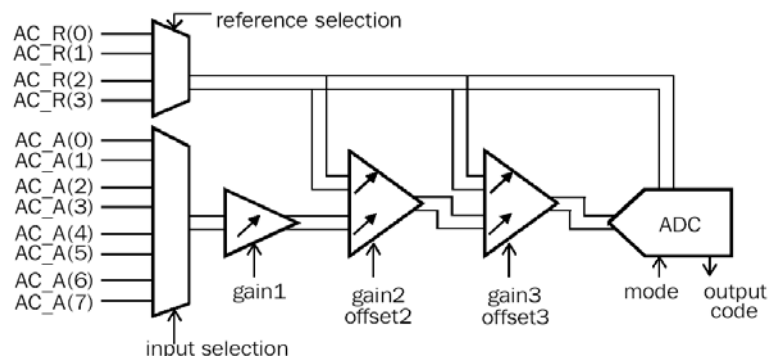 reference selection
AC_R(0)
AC_R(1)
AC_R(2)
AC_R(3)
AC_A(0)
AC_A(1)
AC_A(2)
AC_A(3)
AC_A(4)
AC_A(5)
AC_A(6)
AC_A(7)
ADC
gain1
gain2
offset2
gain3
offset3
mode
output
code
input selection